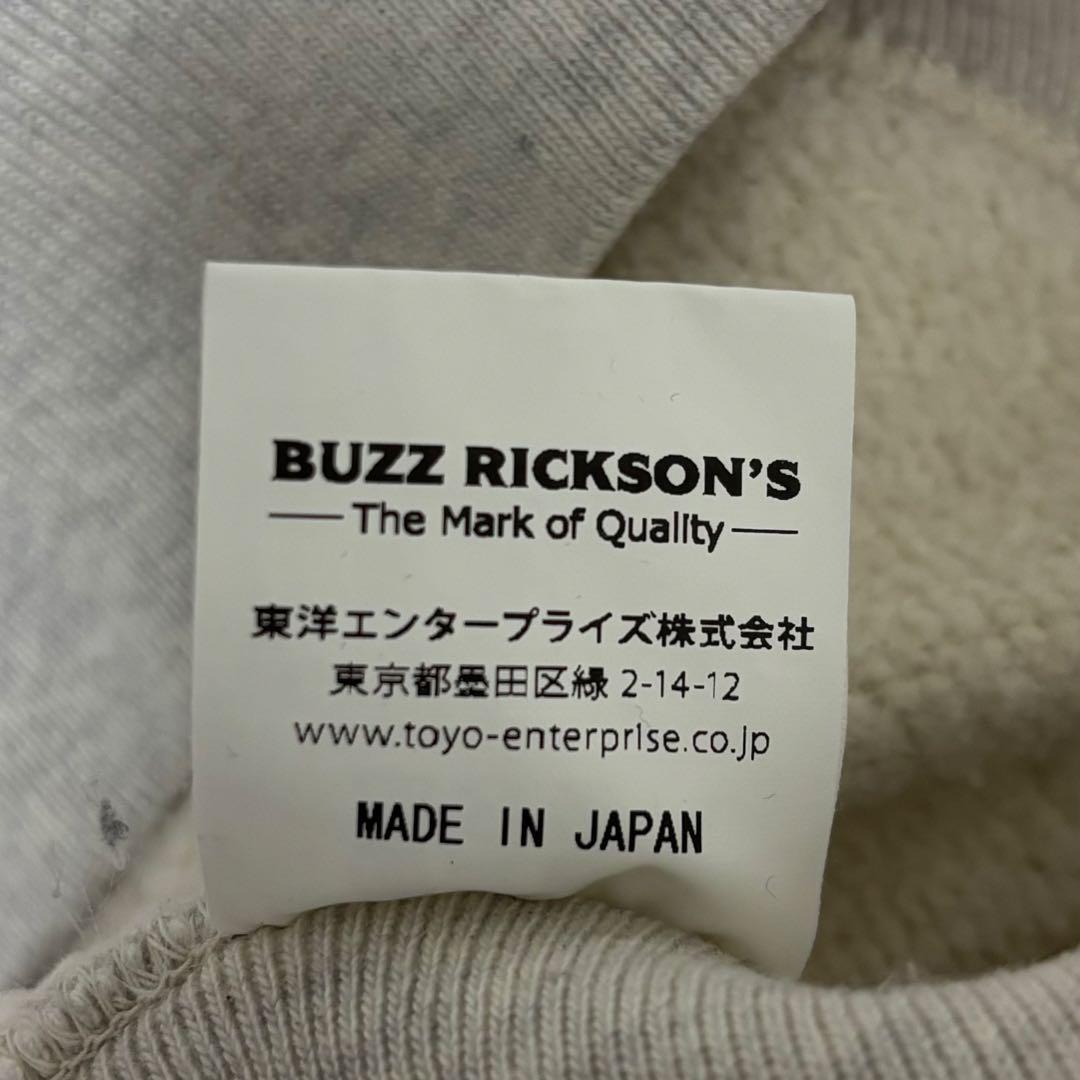 BUZZ RICKSON'S
The Mark of Quality
東洋エンタープライズ株式会社
東京都墨田区緑 2-14-12
www.toyo-enterprise.co.jp
MADE IN JAPAN